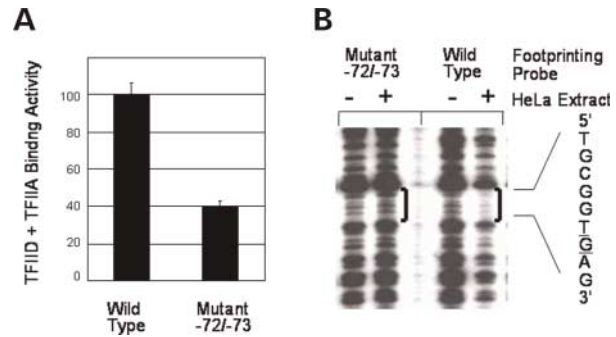 A
TFIID + TFIIA Bindng Activity
100
80
60
40
20
0
Wild
Type
Mutant
-72/-73
B
Mutant
-72/-73
Wild
Type
Footprinting
Probe
- + - + HeLa Extract
5'
T
G
C
G
G
T
G
A
G
3'